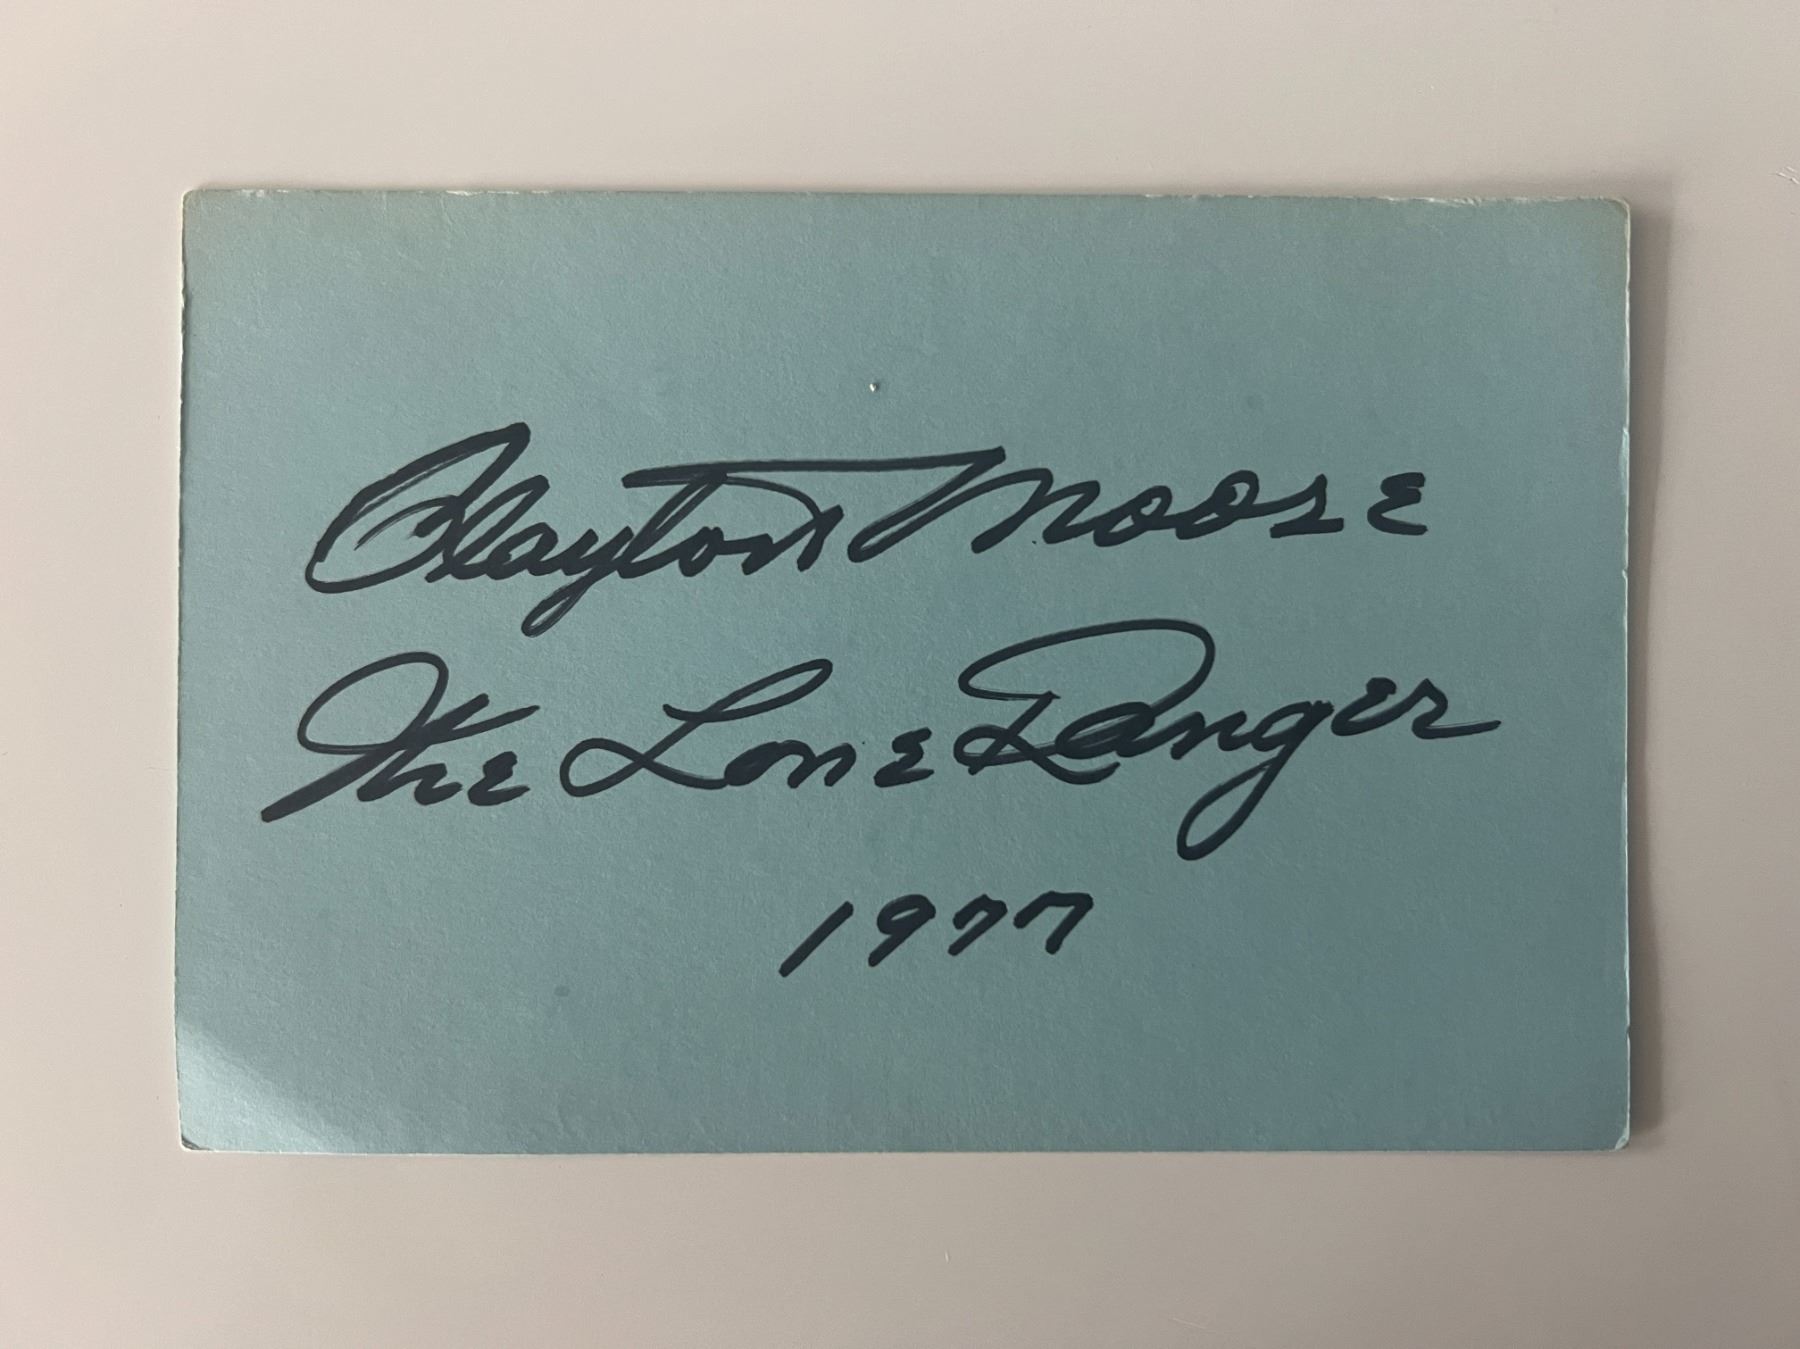 Clayton Moore
The Lone Ranger
1977